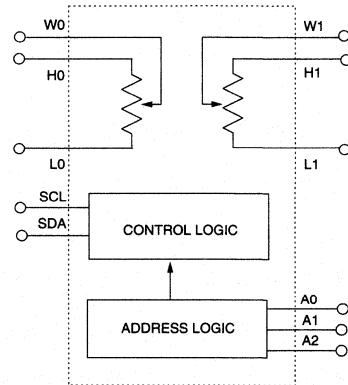 W0
W1
H0
H1
L0
L1
SCL
SDA
CONTROL LOGIC
A0
A1
ADDRESS LOGIC
A2